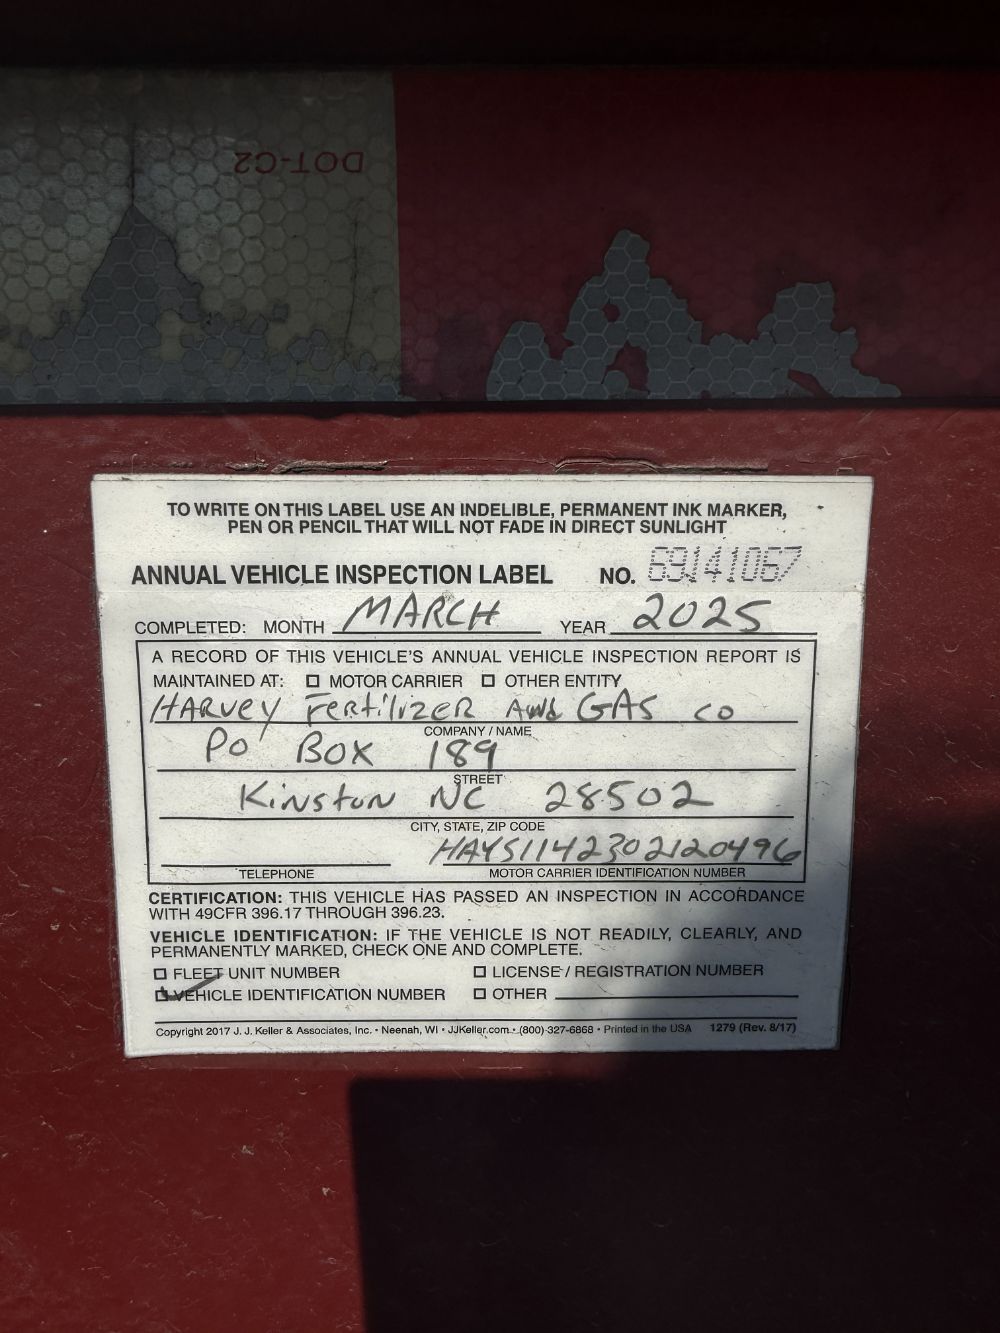 DOT-C2
TO WRITE ON THIS LABEL USE AN INDELIBLE, PERMANENT INK MARKER,
PEN OR PENCIL THAT WILL NOT FADE IN DIRECT SUNLIGHT
ANNUAL VEHICLE INSPECTION LABEL NO. 69141067
COMPLETED: MONTH MARCH YEAR 2025
A RECORD OF THIS VEHICLE'S ANNUAL VEHICLE INSPECTION REPORT IS
MAINTAINED AT: ☐ MOTOR CARRIER ☐ OTHER ENTITY
HARVEY Fertilizer And GAS co
COMPANY / NAME
Po Box 189
STREET
Kinston NC 28502
CITY, STATE, ZIP CODE
HAYS1142302120496
TELEPHONE MOTOR CARRIER IDENTIFICATION NUMBER
CERTIFICATION: THIS VEHICLE HAS PASSED AN INSPECTION IN ACCORDANCE
WITH 49CFR 396.17 THROUGH 396.23.
VEHICLE IDENTIFICATION: IF THE VEHICLE IS NOT READILY, CLEARLY, AND
PERMANENTLY MARKED, CHECK ONE AND COMPLETE.
☐ FLEET UNIT NUMBER ☐ LICENSE / REGISTRATION NUMBER
☑ VEHICLE IDENTIFICATION NUMBER ☐ OTHER
Copyright 2017 J. J. Keller & Associates, Inc. • Neenah, WI • JJKeller.com • (800) 327-6868 • Printed in the USA 1279 (Rev. 8/17)